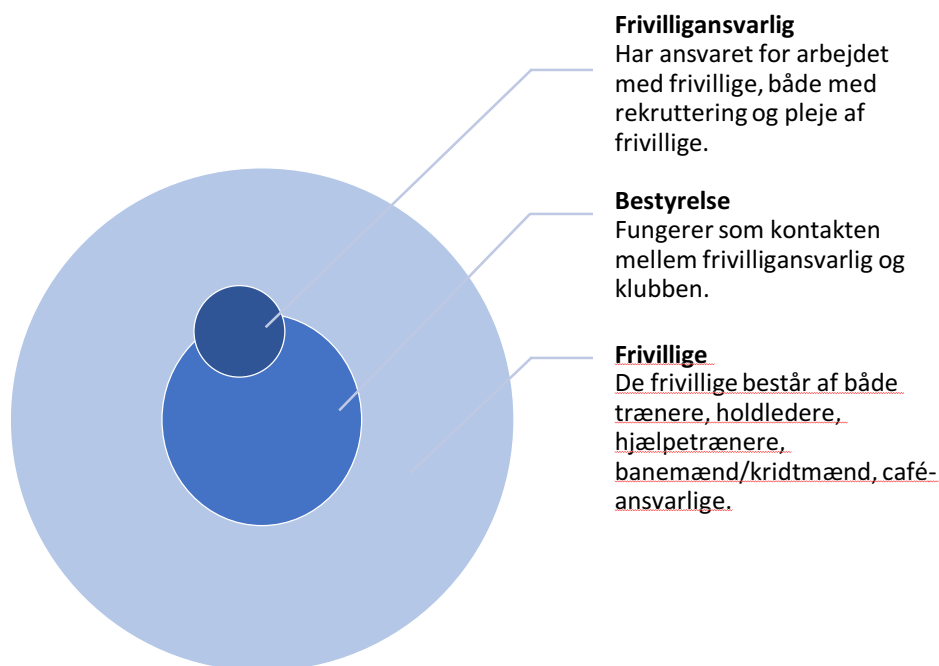 Frivilligansvarlig
Har ansvaret for arbejdet
med frivillige, både med
rekruttering og pleje af
frivillige.
Bestyrelse
Fungerer som kontakten
mellem frivilligansvarlig og
klubben.
Frivillige
De frivillige består af både
trænere, holdledere,
hjælpetrænere,
banemænd/kridtmænd, café-
ansvarlige.